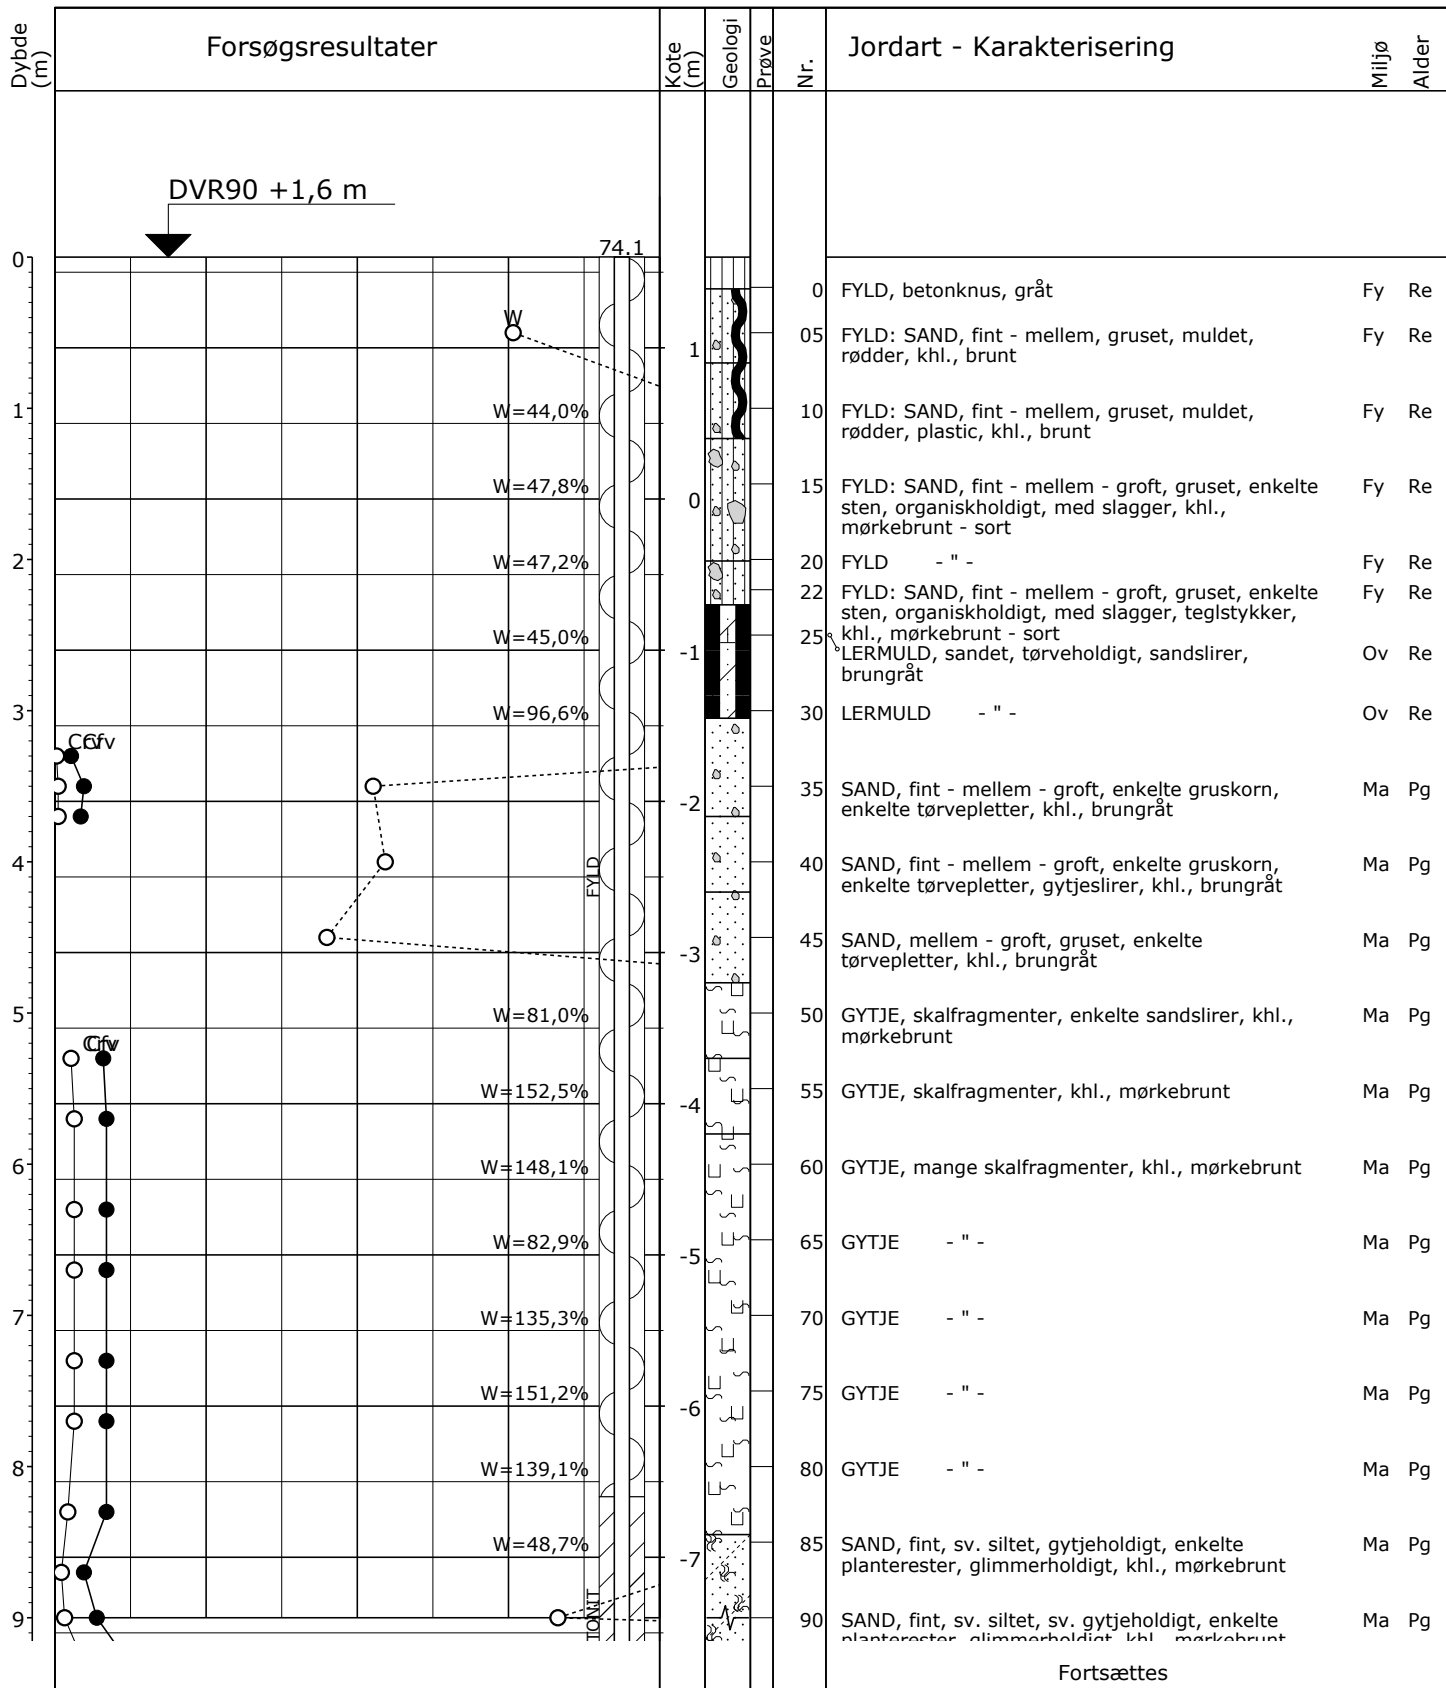 Dybde (m)
Forsøgsresultater
Kote (m)
Geologi
Prøve
Nr.
Jordart - Karakterisering
Miljø
Alder
DVR90 +1,6 m
74.1
0
W
0 FYLD, betonknus, gråt Fy Re
05 FYLD: SAND, fint - mellem, gruset, muldet, Fy Re
rødder, khl., brunt
1
1 W=44,0%
10 FYLD: SAND, fint - mellem, gruset, muldet, Fy Re
rødder, plastic, khl., brunt
W=47,8% 0
15 FYLD: SAND, fint - mellem - groft, gruset, enkelte Fy Re
sten, organiskholdigt, med slagger, khl.,
mørkebrunt - sort
2 W=47,2%
20 FYLD - " - Fy Re
22 FYLD: SAND, fint - mellem - groft, gruset, enkelte Fy Re
sten, organiskholdigt, med slagger, teglstykker,
khl., mørkebrunt - sort
W=45,0% -1
25 LERMULD, sandet, tørveholdigt, sandslirer, Ov Re
brungråt
3 W=96,6%
30 LERMULD - " - Ov Re
Crv Cfv
-2
35 SAND, fint - mellem - groft, enkelte gruskorn, Ma Pg
enkelte tørvepletter, khl., brungråt
4
FYLD
40 SAND, fint - mellem - groft, enkelte gruskorn, Ma Pg
enkelte tørvepletter, gytjeslirer, khl., brungråt
-3
45 SAND, mellem - groft, gruset, enkelte Ma Pg
tørvepletter, khl., brungråt
5 W=81,0%
50 GYTJE, skalfragmenter, enkelte sandslirer, khl., Ma Pg
mørkebrunt
Crv Cfv
W=152,5% -4
55 GYTJE, skalfragmenter, khl., mørkebrunt Ma Pg
6 W=148,1%
60 GYTJE, mange skalfragmenter, khl., mørkebrunt Ma Pg
W=82,9% -5
65 GYTJE - " - Ma Pg
7 W=135,3%
70 GYTJE - " - Ma Pg
W=151,2% -6
75 GYTJE - " - Ma Pg
8 W=139,1%
80 GYTJE - " - Ma Pg
W=48,7% -7
85 SAND, fint, sv. siltet, gytjeholdigt, enkelte Ma Pg
planterester, glimmerholdigt, khl., mørkebrunt
9
TONIT
90 SAND, fint, sv. siltet, sv. gytjeholdigt, enkelte Ma Pg
planterester, glimmerholdigt, khl., mørkebrunt
Fortsættes